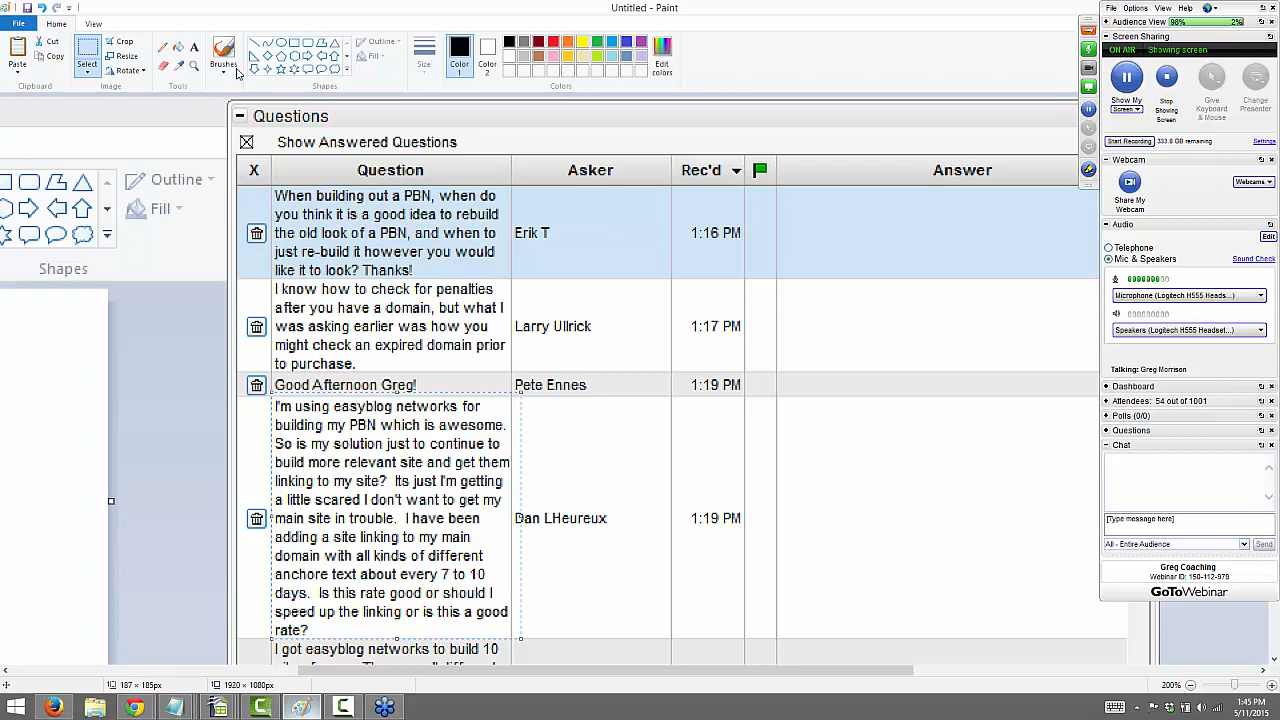 Untitled - Paint
File
Home
View
Cut
Copy
Crop
Resize
Rotate
Select
Brushes
Outline
Fill
Size
Color 1
Color 2
Edit colors
Clipboard
Image
Tools
Shapes
Colors
Outline
Fill
Shapes
Questions
Show Answered Questions
X
Question
Asker
Rec'd
Answer
When building out a PBN, when do
you think it is a good idea to rebuild
the old look of a PBN, and when to
just re-build it however you would
like it to look? Thanks!
Erik T
1:16 PM
I know how to check for penalties
after you have a domain, but what I
was asking earlier was how you
might check an expired domain prior
to purchase.
Larry Ullrick
1:17 PM
Good Afternoon Greg!
Pete Ennes
1:19 PM
I'm using easyblog networks for
building my PBN which is awesome.
So is my solution just to continue to
build more relevant site and get them
linking to my site? Its just I'm getting
a little scared I don't want to get my
main site in trouble. I have been
adding a site linking to my main
domain with all kinds of different
anchore text about every 7 to 10
days. Is this rate good or should I
speed up the linking or is this a good
rate?
Dan LHeureux
1:19 PM
I got easyblog networks to build 10
File Options View Help
Audience View 98% 2%
Screen Sharing
ON AIR Showing screen
Show My Screen
Stop Showing Screen
Give Keyboard & Mouse
Change Presenter
Start Recording 333.8 GB remaining Settings
Webcam
Share My Webcam
Webcams
Audio
Edit
Telephone
Mic & Speakers Sound Check
Microphone (Logitech H555 Heads...)
Speakers (Logitech H555 Headset...)
Talking: Greg Morrison
Dashboard
Attendees: 54 out of 1001
Polls (0/0)
Questions
Chat
[Type message here]
All - Entire Audience
Send
Greg Coaching
Webinar ID: 150-112-979
GoToWebinar
187 × 185px
1920 × 1080px
200%
1:45 PM
5/11/2015